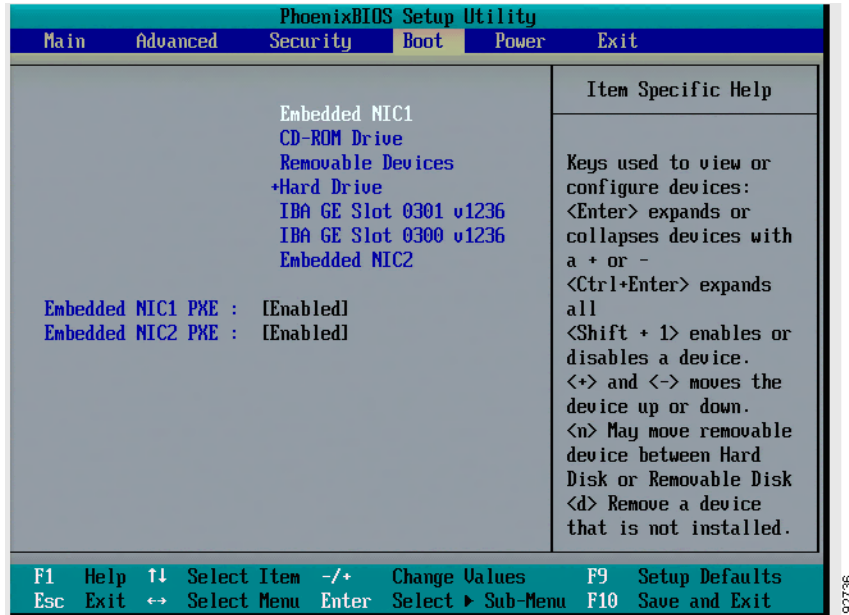 PhoenixBIOS Setup Utility
Main Advanced Security Boot Power Exit
Embedded NIC1
CD-ROM Drive
Removable Devices
+Hard Drive
IBA GE Slot 0301 v1236
IBA GE Slot 0300 v1236
Embedded NIC2
Embedded NIC1 PXE : [Enabled]
Embedded NIC2 PXE : [Enabled]
Item Specific Help
Keys used to view or
configure devices:
<Enter> expands or
collapses devices with
a + or -
<Ctrl+Enter> expands
all
<Shift + 1> enables or
disables a device.
<+> and <-> moves the
device up or down.
<n> May move removable
device between Hard
Disk or Removable Disk
<d> Remove a device
that is not installed.
F1 Help ↑↓ Select Item -/+ Change Values F9 Setup Defaults
Esc Exit ↔ Select Menu Enter Select ▶ Sub-Menu F10 Save and Exit